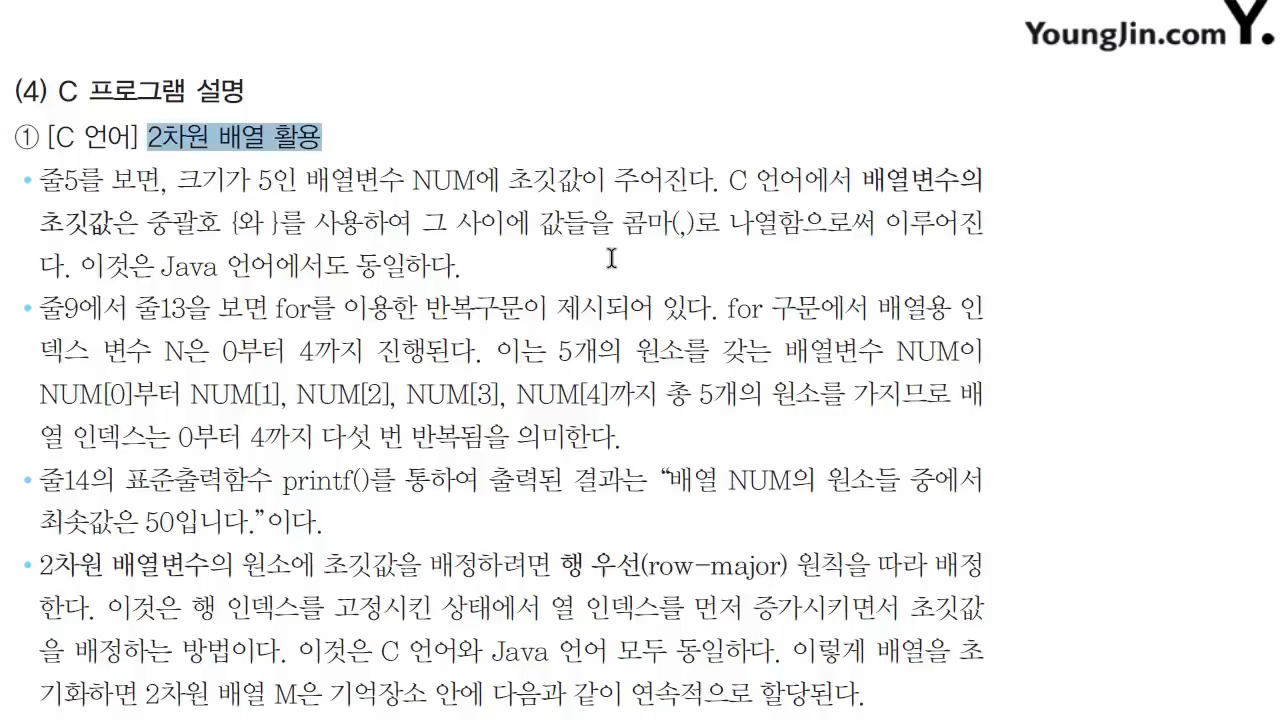 YoungJin.com Y.
(4) C 프로그램 설명
① [C 언어] 2차원 배열 활용
• 줄5를 보면, 크기가 5인 배열변수 NUM에 초깃값이 주어진다. C 언어에서 배열변수의
초깃값은 중괄호 {와 }를 사용하여 그 사이에 값들을 콤마(,)로 나열함으로써 이루어진
다. 이것은 Java 언어에서도 동일하다.
• 줄9에서 줄13을 보면 for를 이용한 반복구문이 제시되어 있다. for 구문에서 배열용 인
덱스 변수 N은 0부터 4까지 진행된다. 이는 5개의 원소를 갖는 배열변수 NUM이
NUM[0]부터 NUM[1], NUM[2], NUM[3], NUM[4]까지 총 5개의 원소를 가지므로 배
열 인덱스는 0부터 4까지 다섯 번 반복됨을 의미한다.
• 줄14의 표준출력함수 printf()를 통하여 출력된 결과는 “배열 NUM의 원소들 중에서
최솟값은 50입니다.”이다.
• 2차원 배열변수의 원소에 초깃값을 배정하려면 행 우선(row-major) 원칙을 따라 배정
한다. 이것은 행 인덱스를 고정시킨 상태에서 열 인덱스를 먼저 증가시키면서 초깃값
을 배정하는 방법이다. 이것은 C 언어와 Java 언어 모두 동일하다. 이렇게 배열을 초
기화하면 2차원 배열 M은 기억장소 안에 다음과 같이 연속적으로 할당된다.